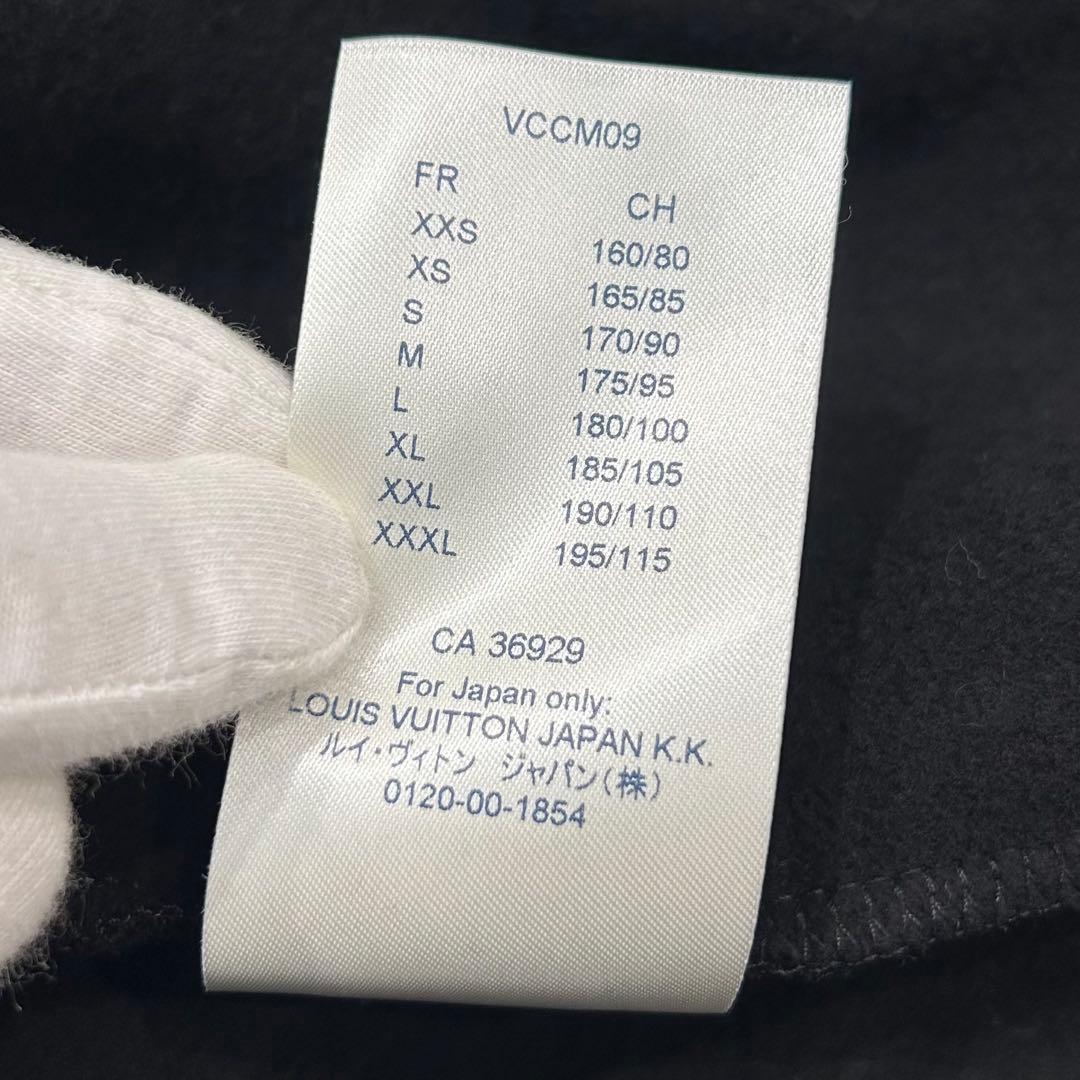 VCCM09
FR CH
XXS 160/80
XS 165/85
S 170/90
M 175/95
L 180/100
XL 185/105
XXL 190/110
XXXL 195/115
CA 36929
For Japan only:
LOUIS VUITTON JAPAN K.K.
ルイ・ヴィトン ジャパン(株)
0120-00-1854